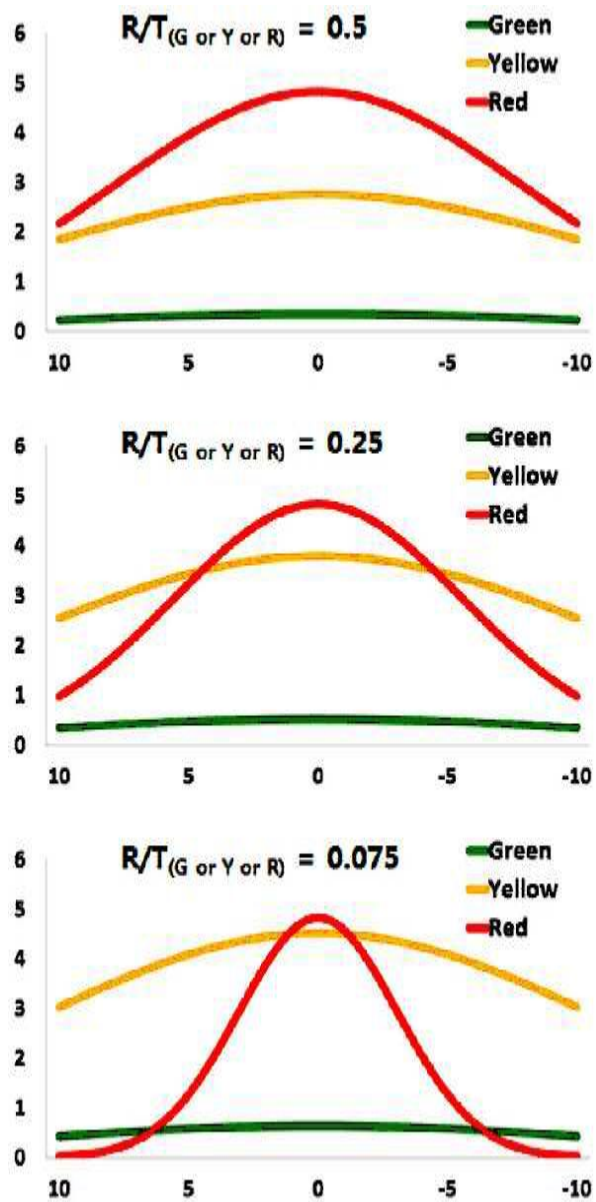 R/T(G or Y or R) = 0.5
Green
Yellow
Red
6
5
4
3
2
1
0
10 5 0 -5 -10
R/T(G or Y or R) = 0.25
Green
Yellow
Red
6
5
4
3
2
1
0
10 5 0 -5 -10
R/T(G or Y or R) = 0.075
Green
Yellow
Red
6
5
4
3
2
1
0
10 5 0 -5 -10